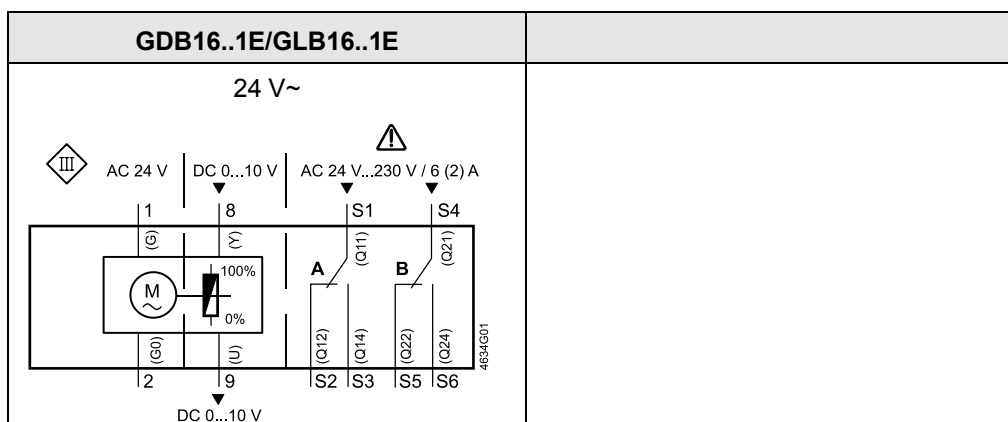 GDB16..1E/GLB16..1E
24 V~
III
AC 24 V
DC 0...10 V
AC 24 V...230 V / 6 (2) A
1
8
S1
S4
(G)
(Y)
(Q11)
(Q21)
A
B
M
~
100%
0%
(G0)
(U)
(Q12)
(Q14)
(Q22)
(Q24)
2
9
S2
S3
S5
S6
DC 0...10 V
4634G01